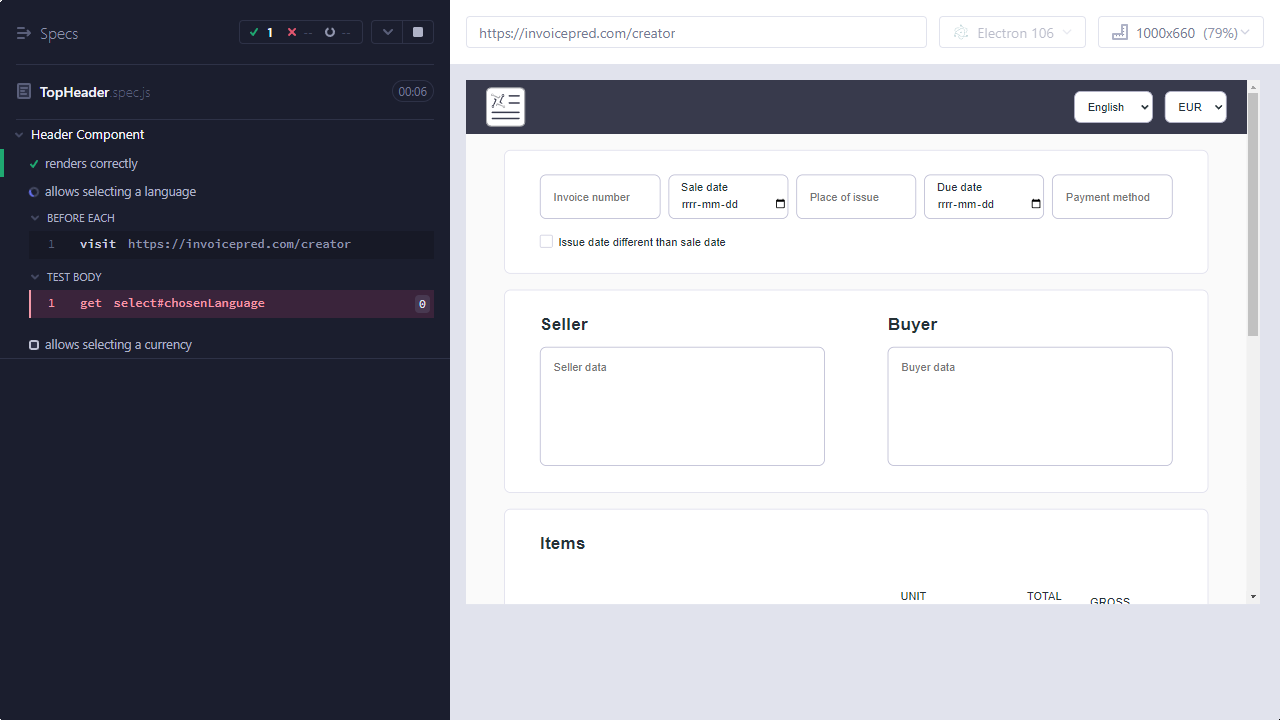 Specs
1
--
--
TopHeader.spec.js
00:06
Header Component
renders correctly
allows selecting a language
BEFORE EACH
1 visit https://invoicepred.com/creator
TEST BODY
1 get select#chosenLanguage 0
allows selecting a currency
https://invoicepred.com/creator
Electron 106
1000x660 (79%)
English
EUR
Invoice number
Sale date
rrrr-mm-dd
Place of issue
Due date
rrrr-mm-dd
Payment method
Issue date different than sale date
Seller
Buyer
Seller data
Buyer data
Items
UNIT
TOTAL
GROSS